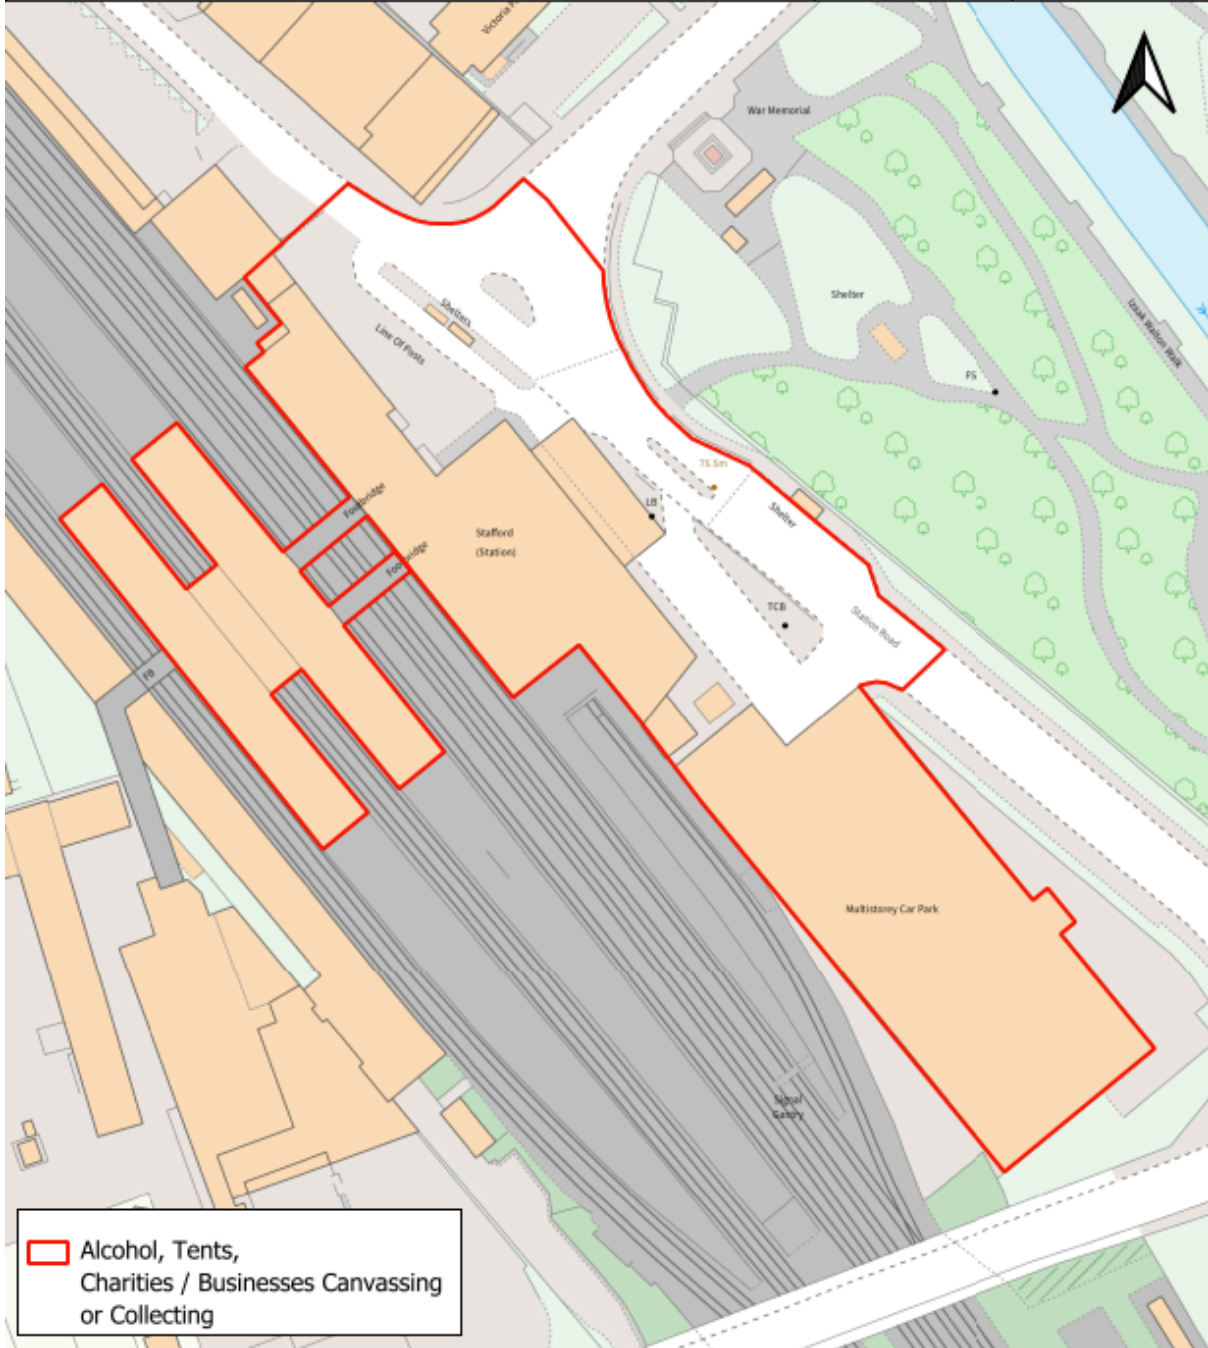 Victoria
War Memorial
Shelter
Izaak Walton Walk
Shelters
Line Of Posts
FS
75.5m
LB
Shelter
Footbridge
Stafford
(Station)
Footbridge
TCB
Station Road
FB
Multistorey Car Park
Signal
Gantry
Alcohol, Tents,
Charities / Businesses Canvassing
or Collecting